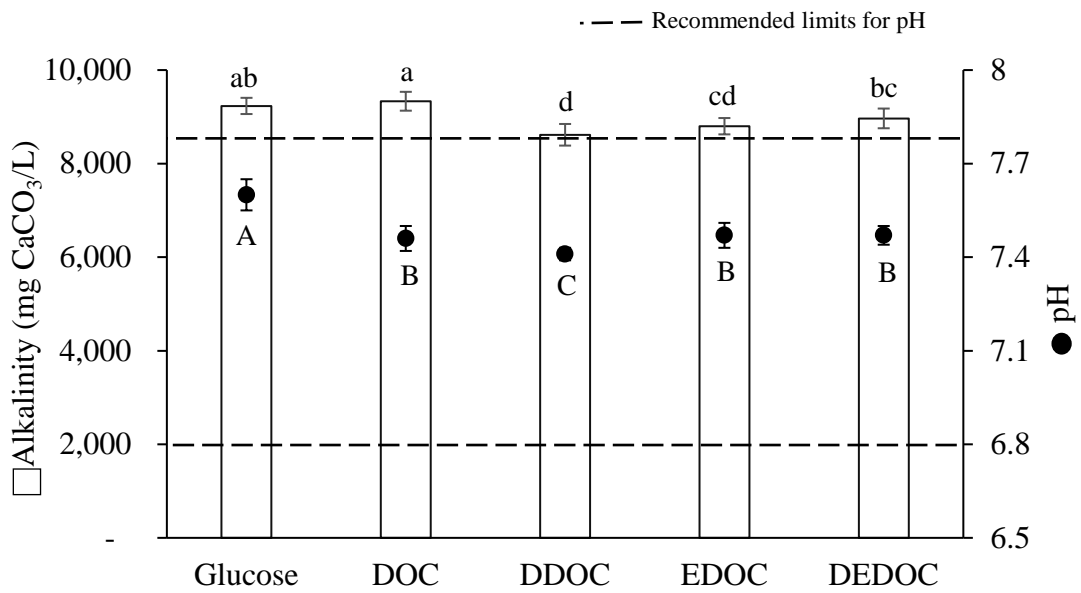 Recommended limits for pH
10,000
8,000
6,000
4,000
2,000
-
Alkalinity (mg CaCO₃/L)
ab
a
d
cd
bc
A
B
C
B
B
8
7.7
7.4
7.1
6.8
6.5
pH
Glucose DOC DDOC EDOC DEDOC